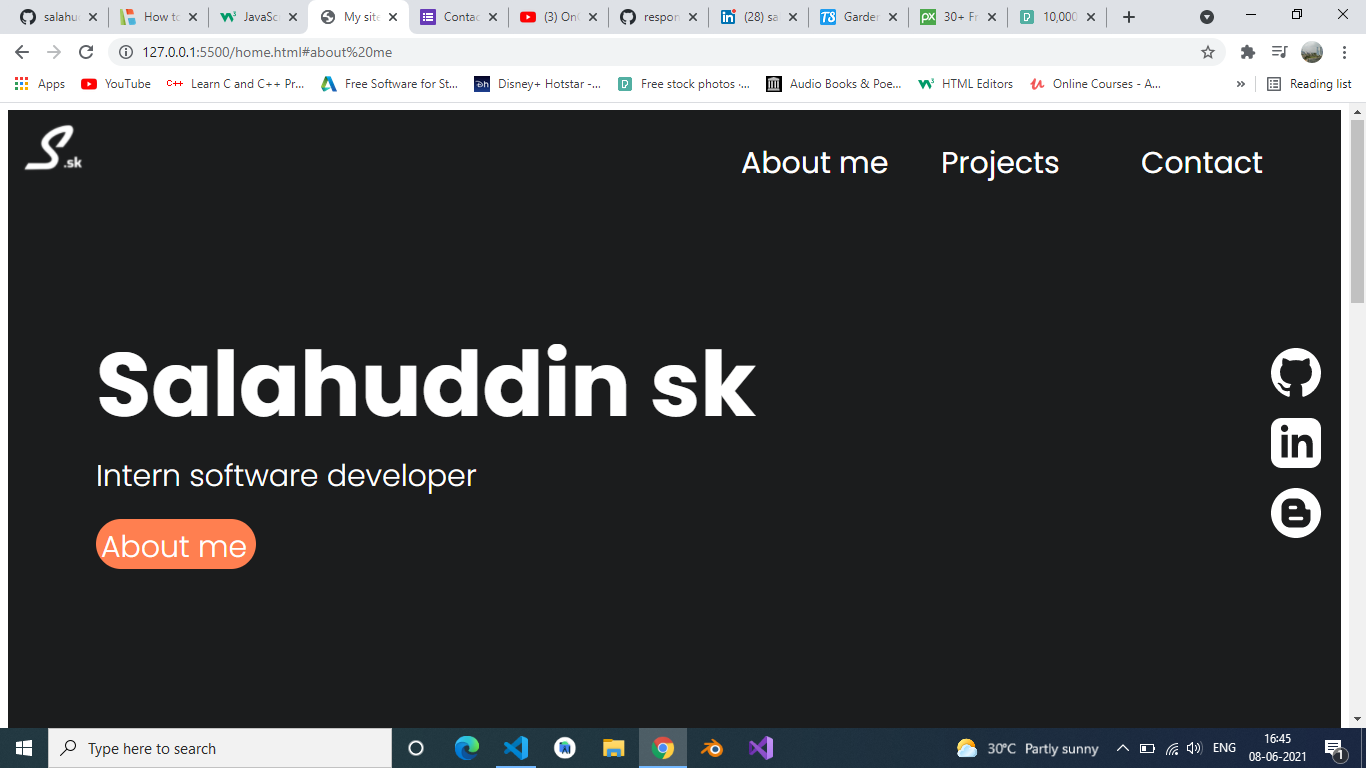 salahu
How to
JavaSc
My site
Contac
(3) Onl
respon
(28) sa
Garder
30+ Fr
10,000
127.0.0.1:5500/home.html#about%20me
Apps
YouTube
Learn C and C++ Pr...
Free Software for St...
Disney+ Hotstar -...
Free stock photos ·...
Audio Books & Poe...
HTML Editors
Online Courses - A...
»
Reading list
S.sk
About me
Projects
Contact
Salahuddin sk
Intern software developer
About me
in
Type here to search
30°C Partly sunny
ENG
16:45
08-06-2021
1